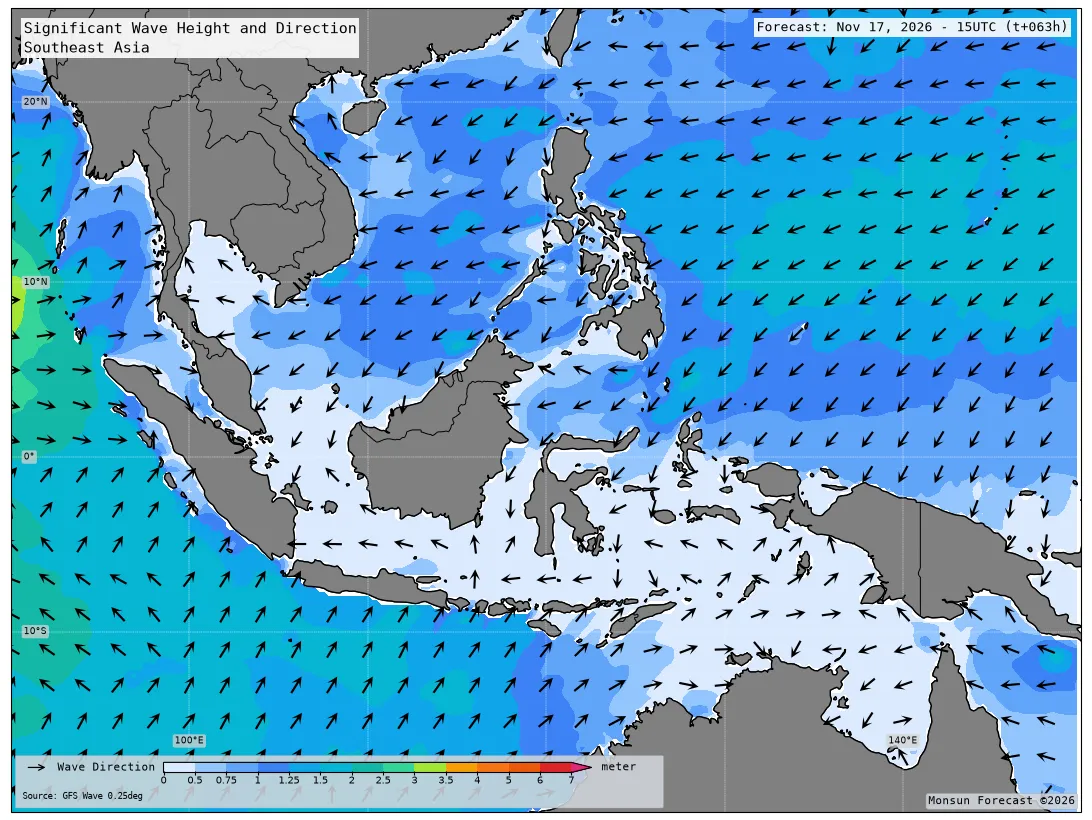 Significant Wave Height and Direction
Southeast Asia
Forecast: Nov 17, 2026 - 15UTC (t+063h)
20°N
10°N
0°
10°S
100°E
140°E
Wave Direction
0 0.5 0.75 1 1.25 1.5 2 2.5 3 3.5 4 5 6 7
meter
Source: GFS Wave 0.25deg
Monsun Forecast ©2026